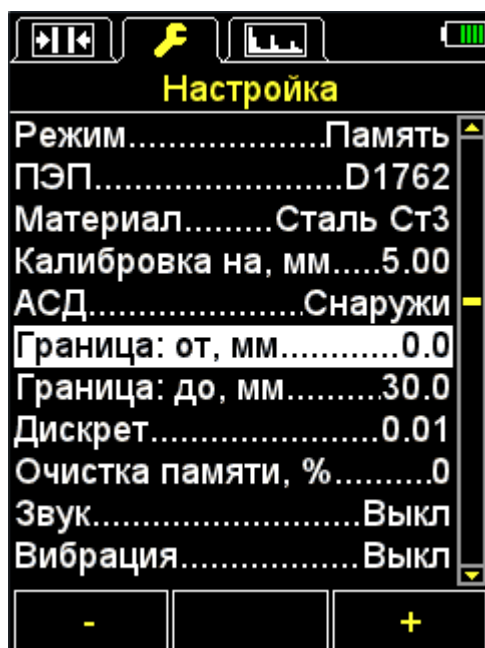 Настройка
Режим....................Память
ПЭП.......................D1762
Материал.........Сталь Ст3
Калибровка на, мм.....5.00
АСД.....................Снаружи
Граница: от, мм............0.0
Граница: до, мм..........30.0
Дискрет......................0.01
Очистка памяти, %..........0
Звук..........................Выкл
Вибрация..................Выкл
- +